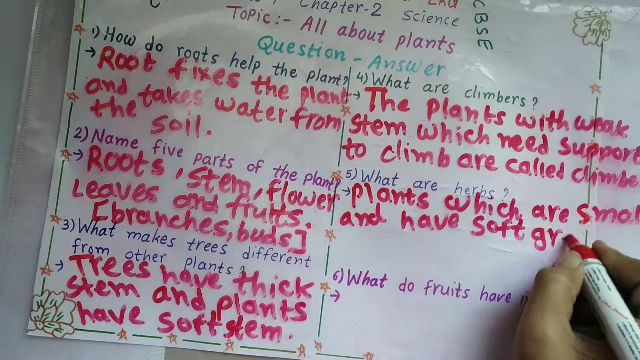 Chapter-2 Science
CBSE
Topic:- All about plants
Question - Answer
1) How do roots help the plant?
→ Root fixes the plant
and takes water from
the soil.
2) Name five parts of the plant
→ Roots, stem, flower
leaves and fruits.
[branches, buds]
3) What makes trees different
from other plants?
→ Trees have thick
stem and plants
have soft stem.
4) What are climbers?
→ The plants with weak
stem which need support
to climb are called climbe
5) What are herbs?
→ Plants which are small
and have soft gr
6) What do fruits have i
→